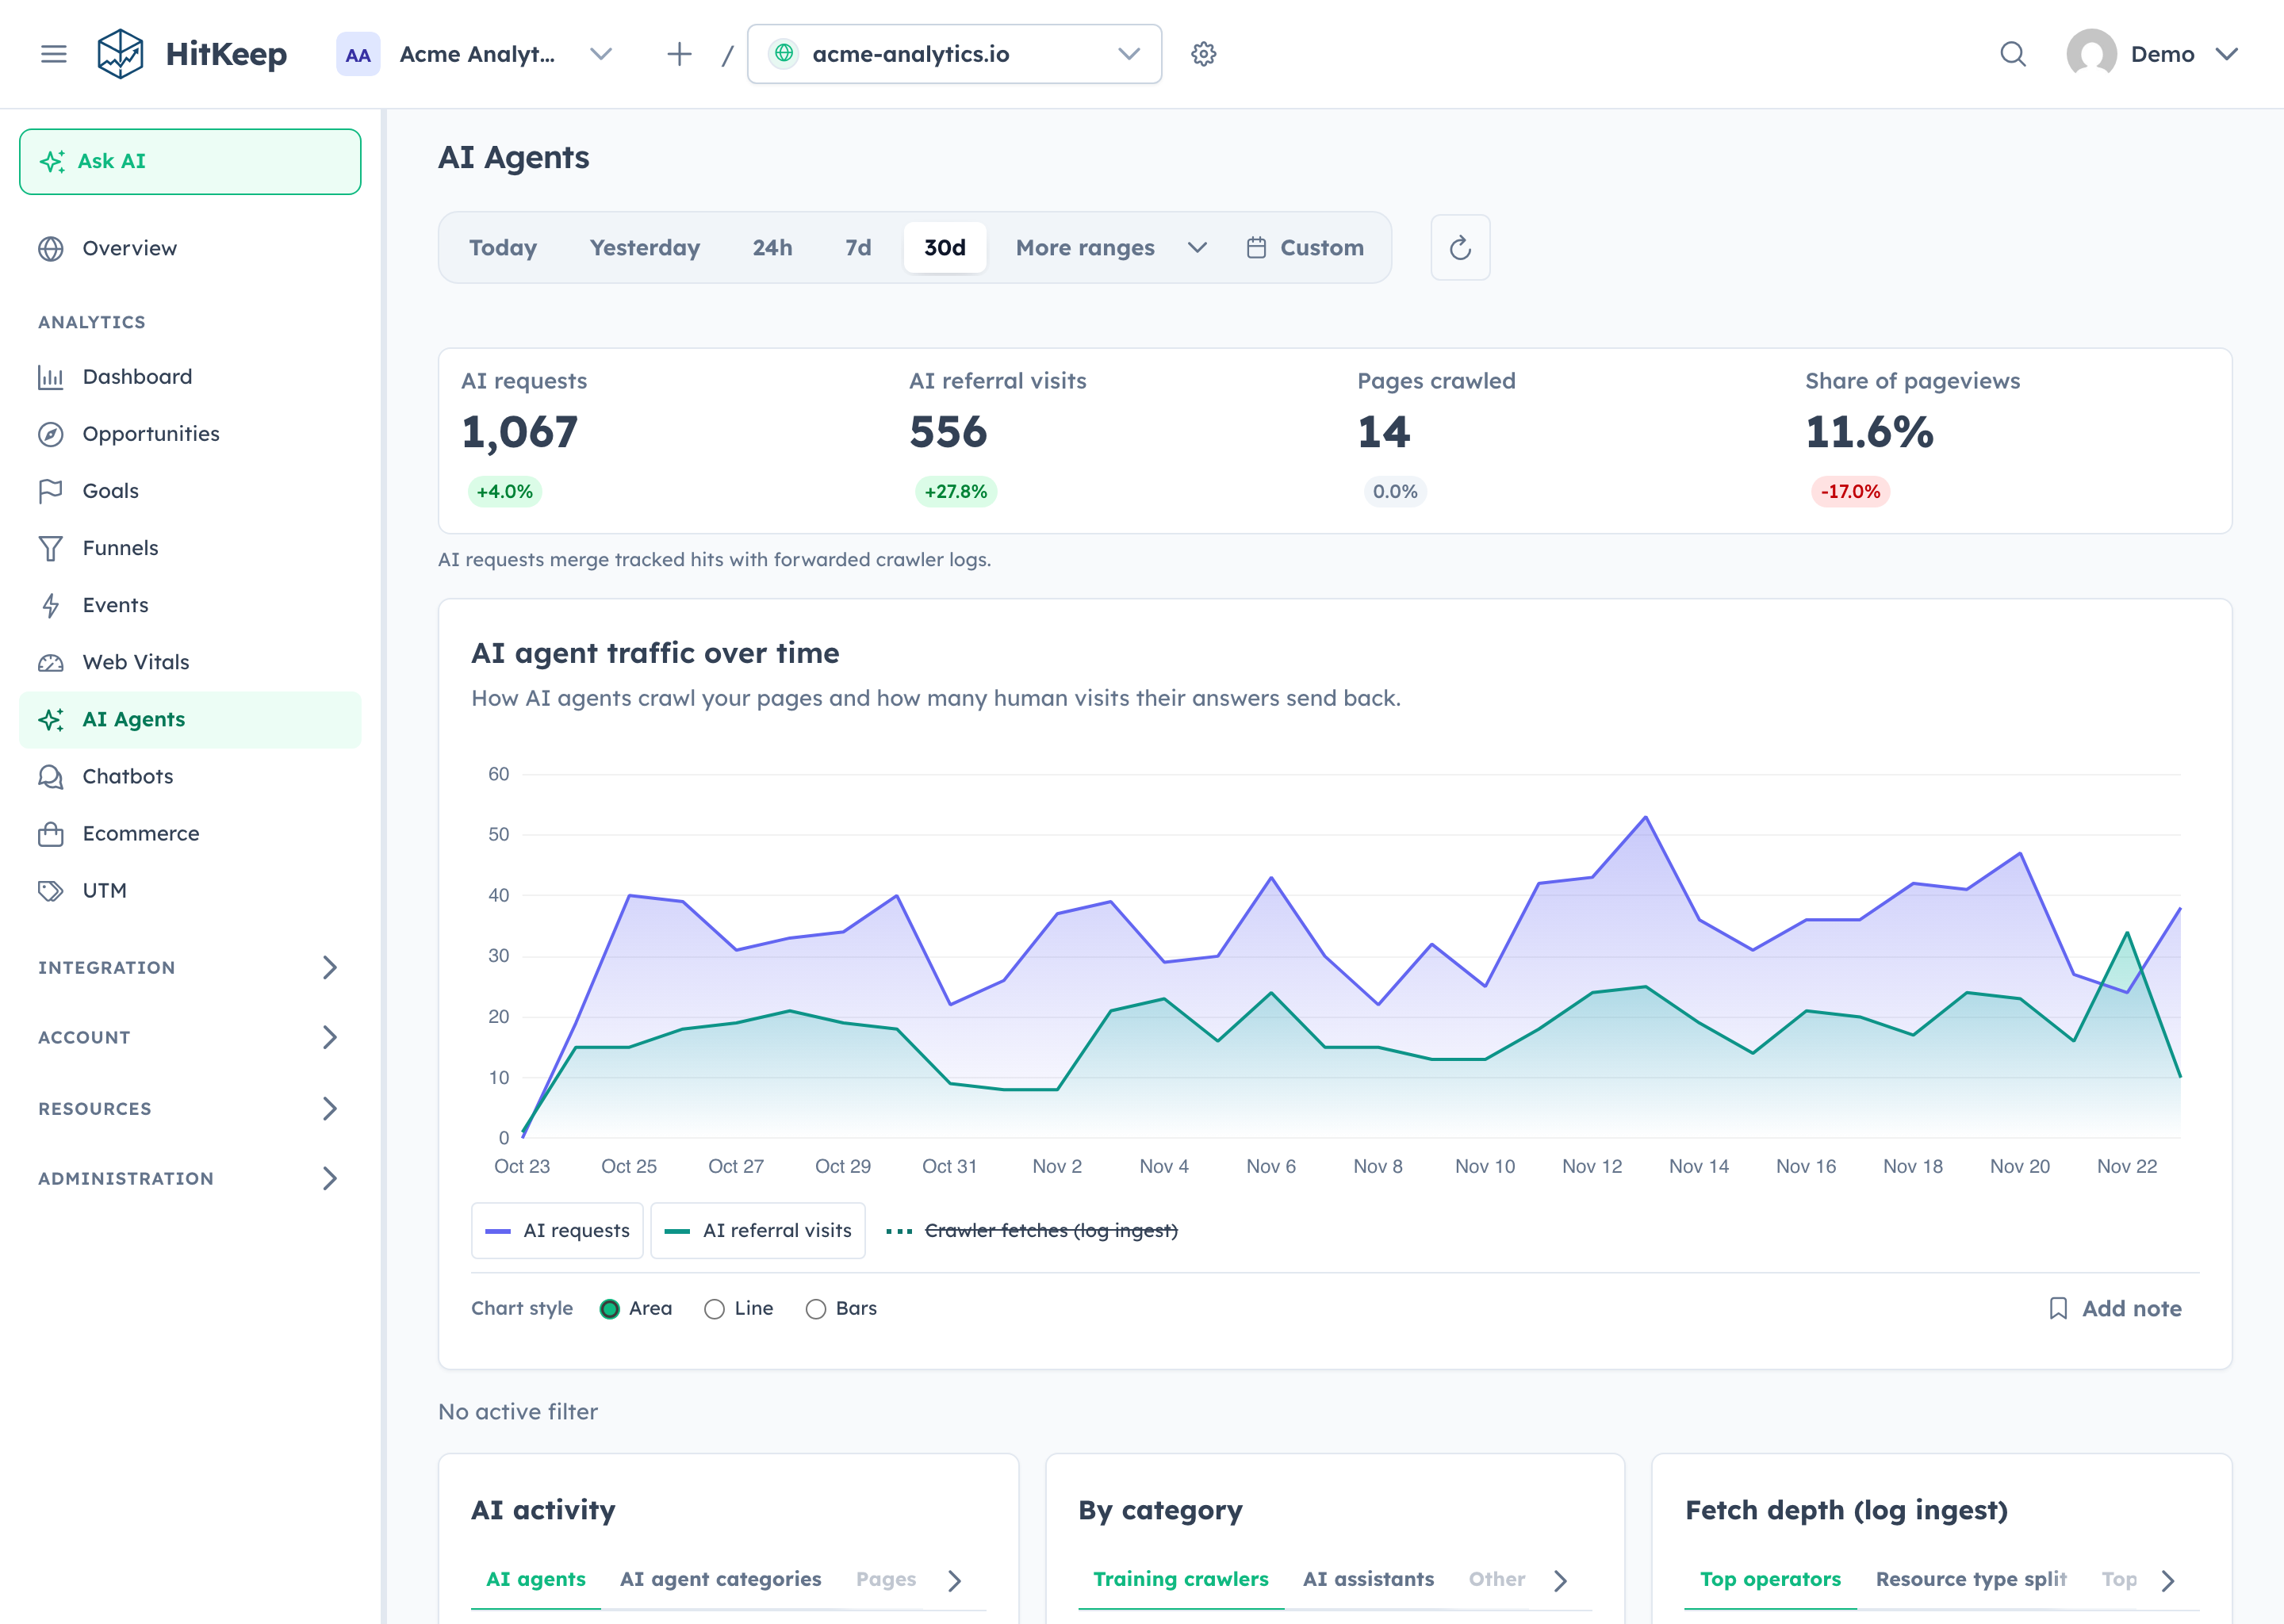 HitKeep
AA
Acme Analyt...
/
acme-analytics.io
Demo
Ask AI
Overview
ANALYTICS
Dashboard
Opportunities
Goals
Funnels
Events
Web Vitals
AI Agents
Chatbots
Ecommerce
UTM
INTEGRATION
ACCOUNT
RESOURCES
ADMINISTRATION
AI Agents
Today Yesterday 24h 7d 30d More ranges Custom
AI requests
1,067
+4.0%
AI referral visits
556
+27.8%
Pages crawled
14
0.0%
Share of pageviews
11.6%
-17.0%
AI requests merge tracked hits with forwarded crawler logs.
AI agent traffic over time
How AI agents crawl your pages and how many human visits their answers send back.
60
50
40
30
20
10
0
Oct 23 Oct 25 Oct 27 Oct 29 Oct 31 Nov 2 Nov 4 Nov 6 Nov 8 Nov 10 Nov 12 Nov 14 Nov 16 Nov 18 Nov 20 Nov 22
AI requests AI referral visits Crawler fetches (log ingest)
Chart style Area Line Bars
Add note
No active filter
AI activity
AI agents AI agent categories Pages
By category
Training crawlers AI assistants Other
Fetch depth (log ingest)
Top operators Resource type split Top